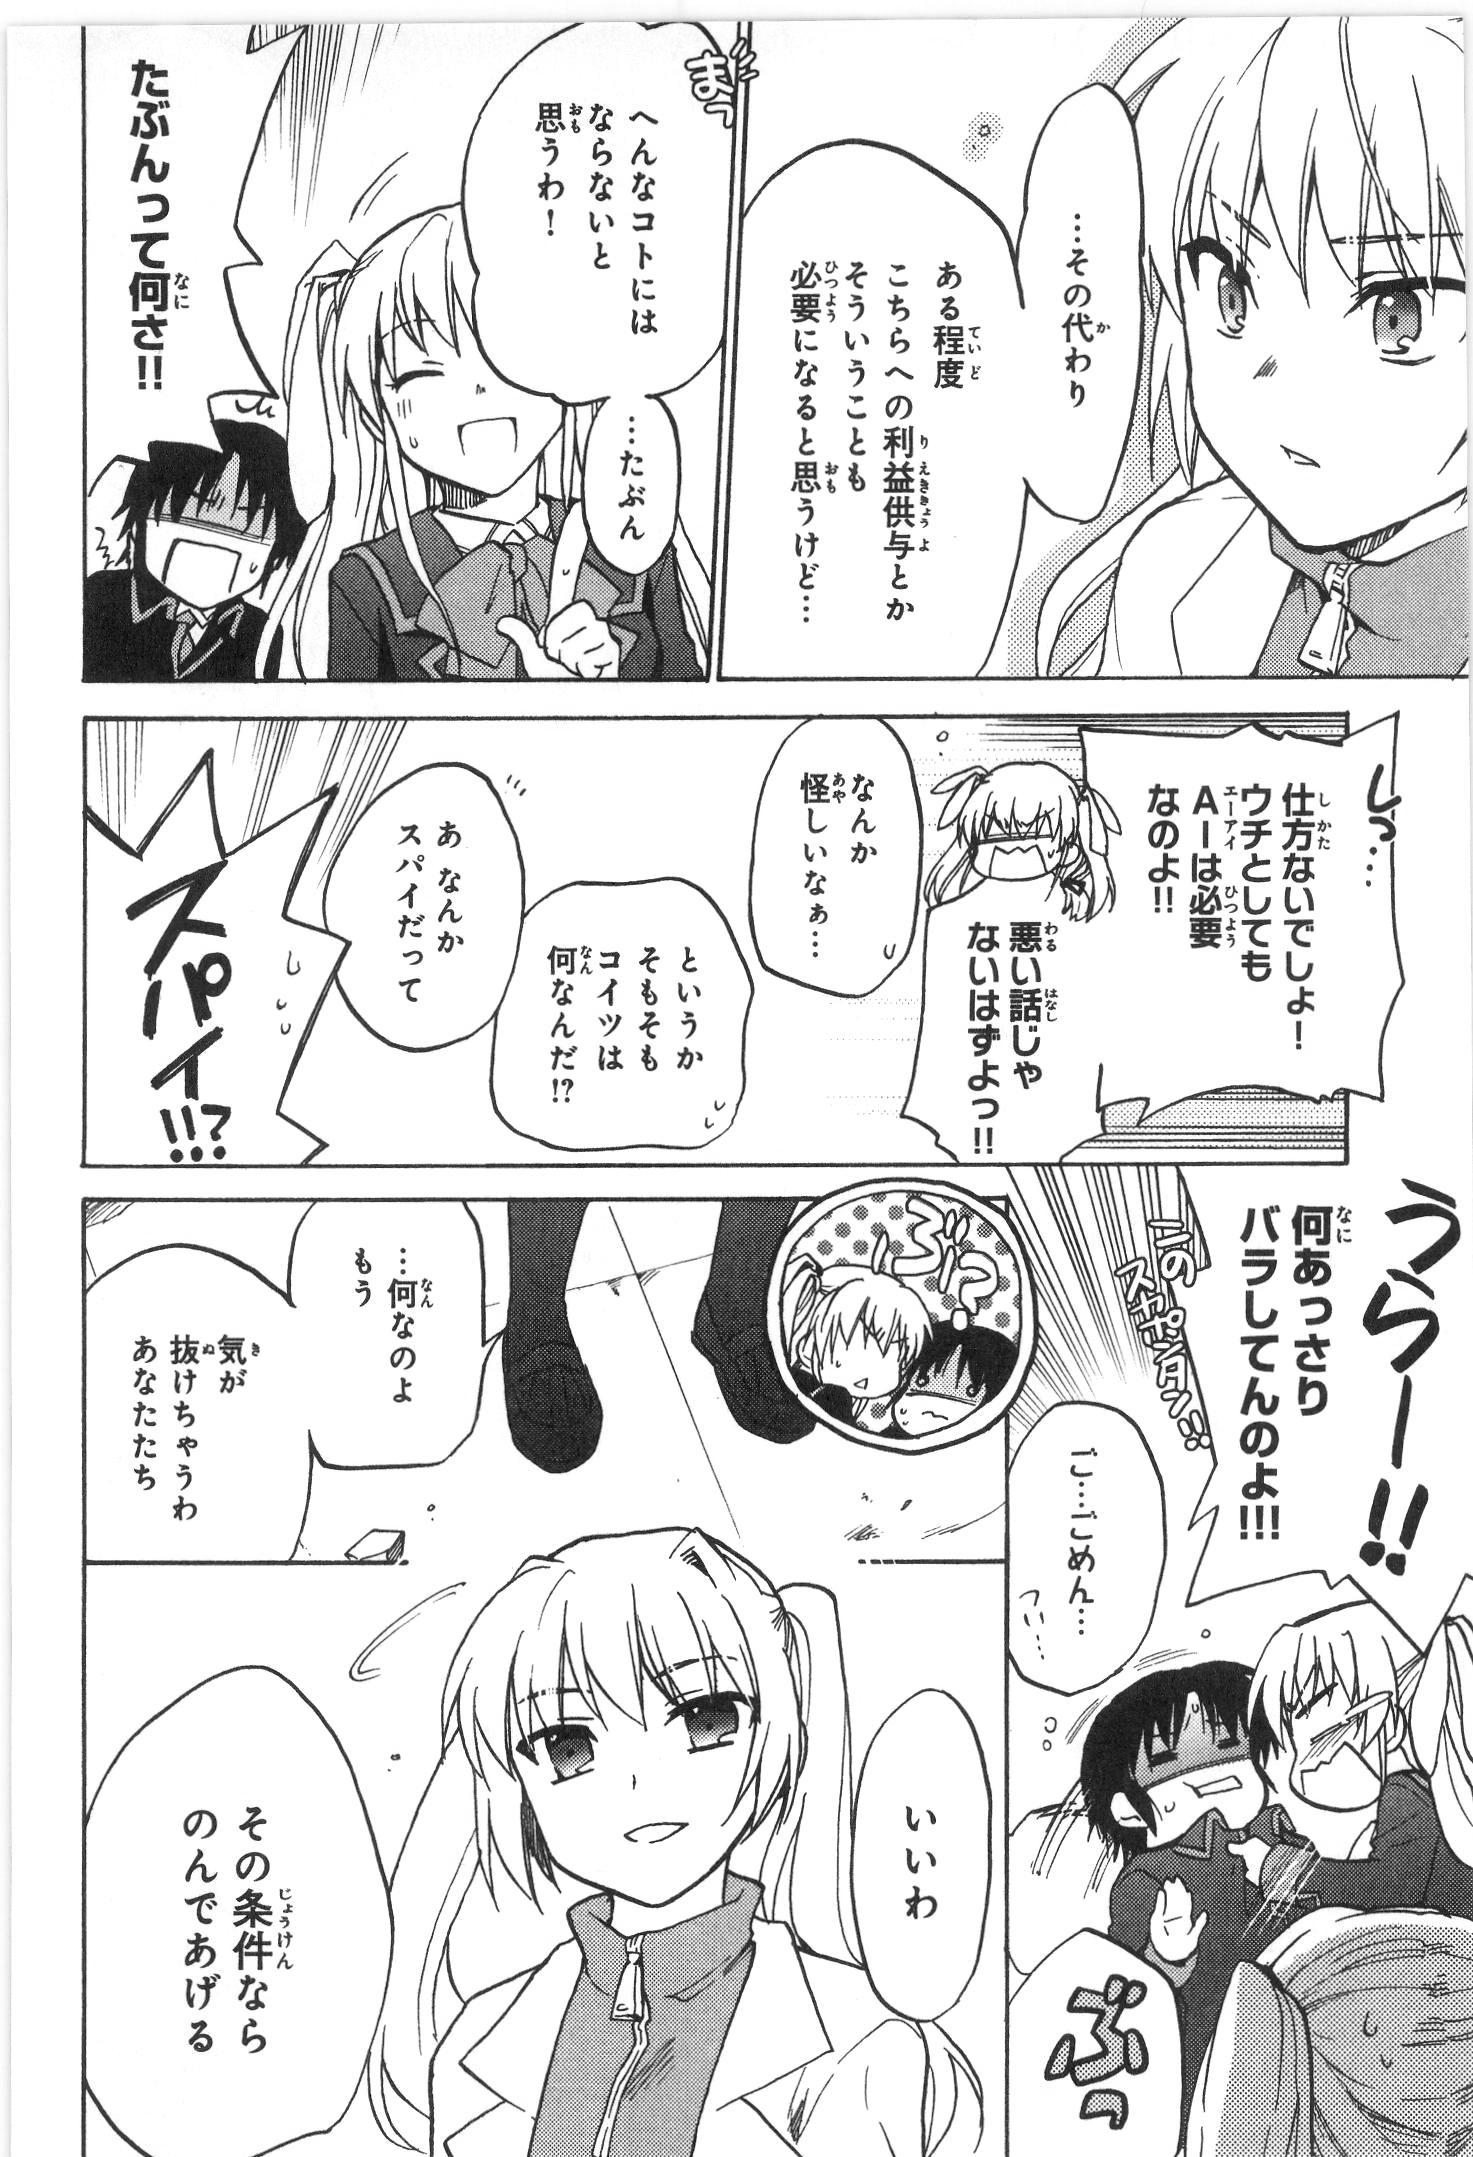 …その代わり
ある程度
こちらへの利益供与とか
そういうことも
必要になると思うけど…
まっ
へんなコトには
ならないと
思うわ!
…たぶん
たぶんって何さ!!
しっ…
仕方ないでしょ!
ウチとしても
AIは必要
なのよ!!
悪い話じゃ
ないはずよっ!!
なんか
怪しいなぁ…
というか
そもそも
コイツは
何なんだ!?
あ なんか
スパイだって
スパイ!!?
うらー!!
何あっさり
バラしてんのよ!!!
このスカポンタン!!
ご…ごめん…
つい…
ぶっ
ぶっ?
…何なのよ
もう
気が
抜けちゃうわ
あなたたち
いいわ
その条件なら
のんであげる